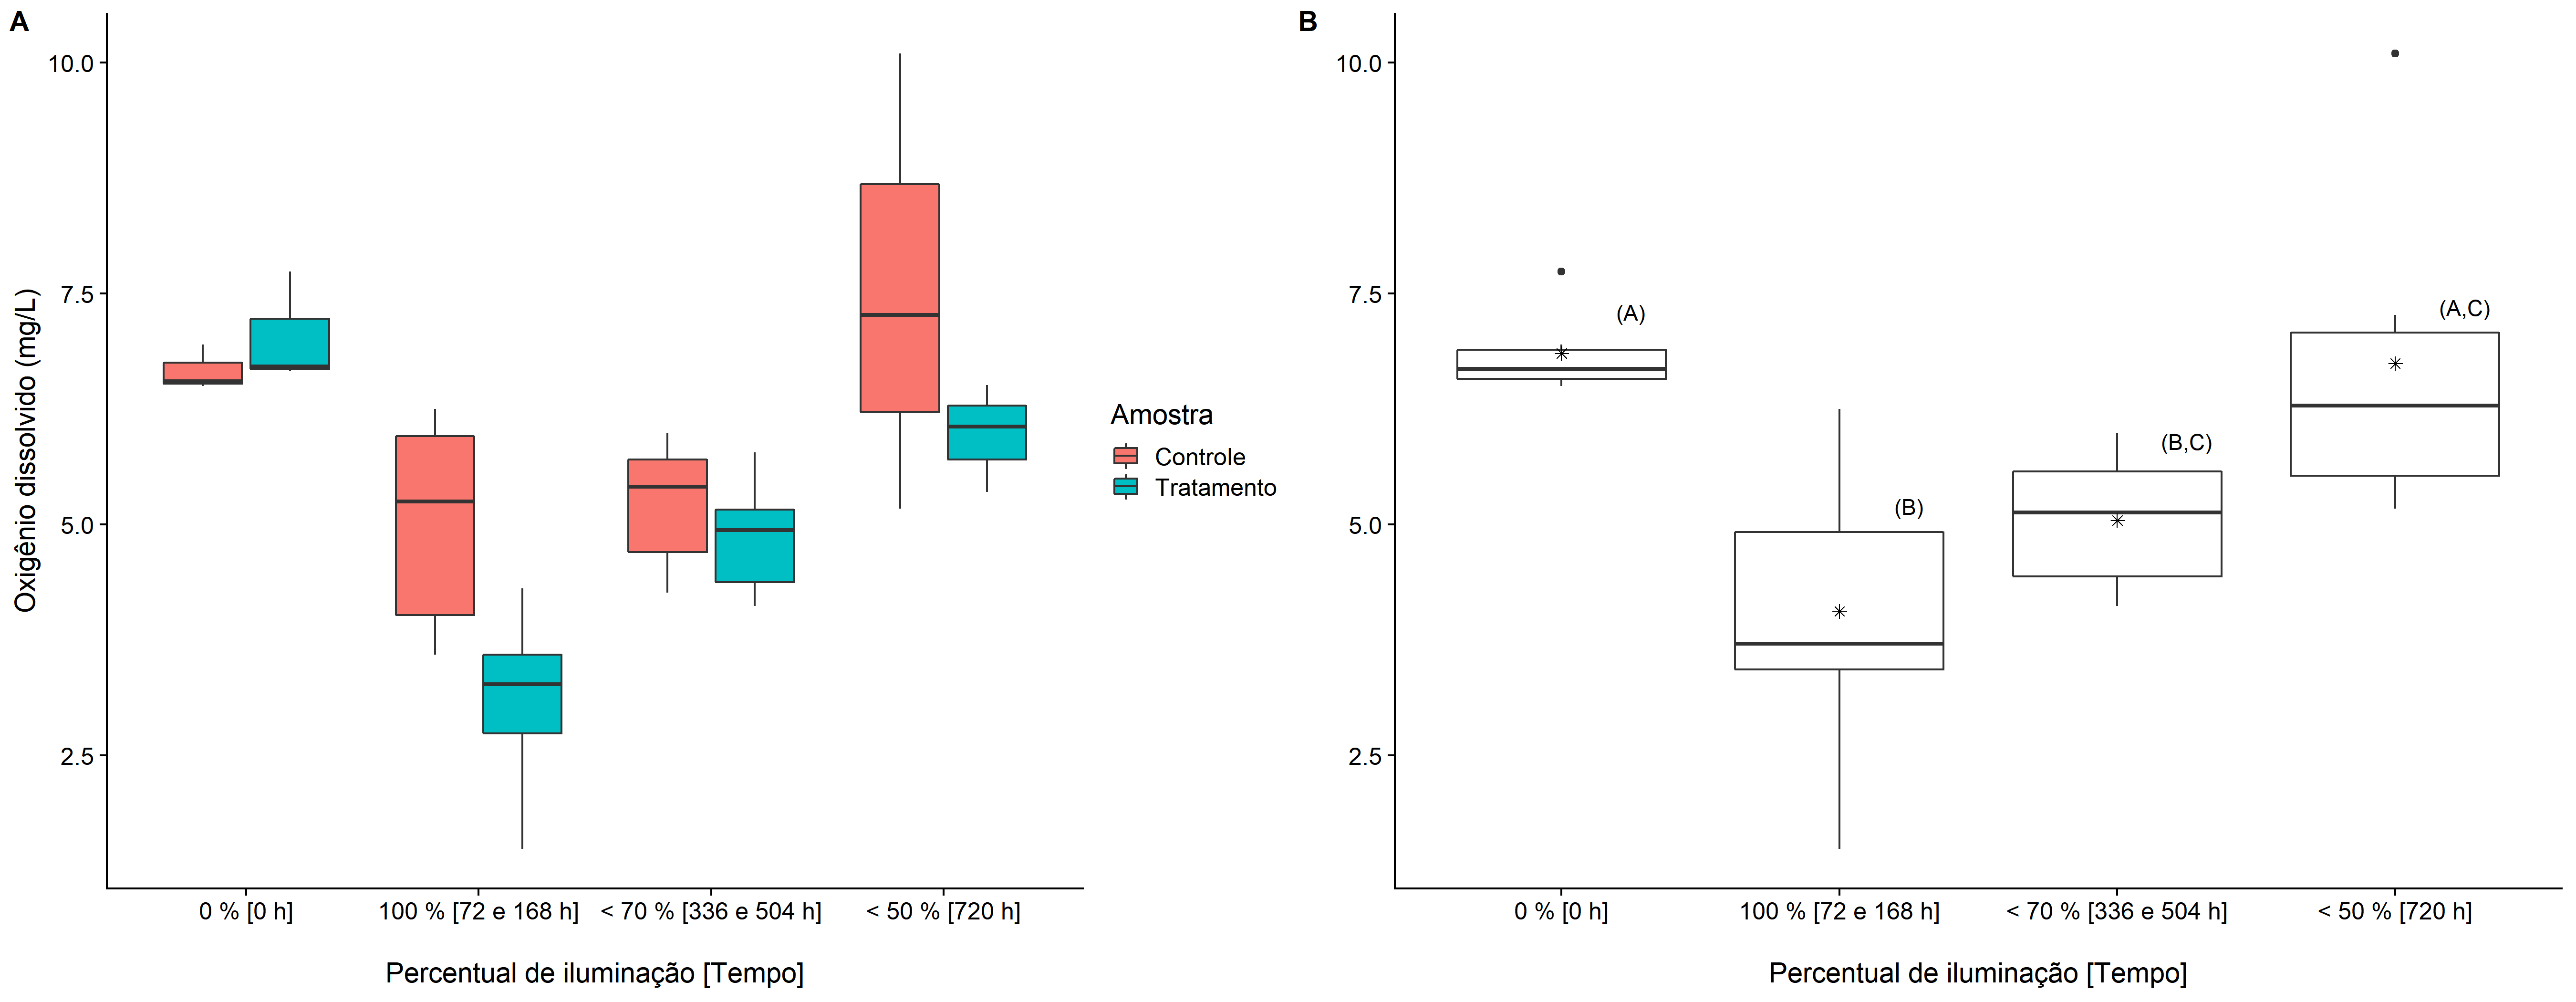 A
Oxigênio dissolvido (mg/L)
10.0
7.5
5.0
2.5
0 % [0 h]
100 % [72 e 168 h]
< 70 % [336 e 504 h]
< 50 % [720 h]
Percentual de iluminação [Tempo]
Amostra
Controle
Tratamento
B
10.0
7.5
5.0
2.5
(A)
(B)
(B,C)
(A,C)
0 % [0 h]
100 % [72 e 168 h]
< 70 % [336 e 504 h]
< 50 % [720 h]
Percentual de iluminação [Tempo]